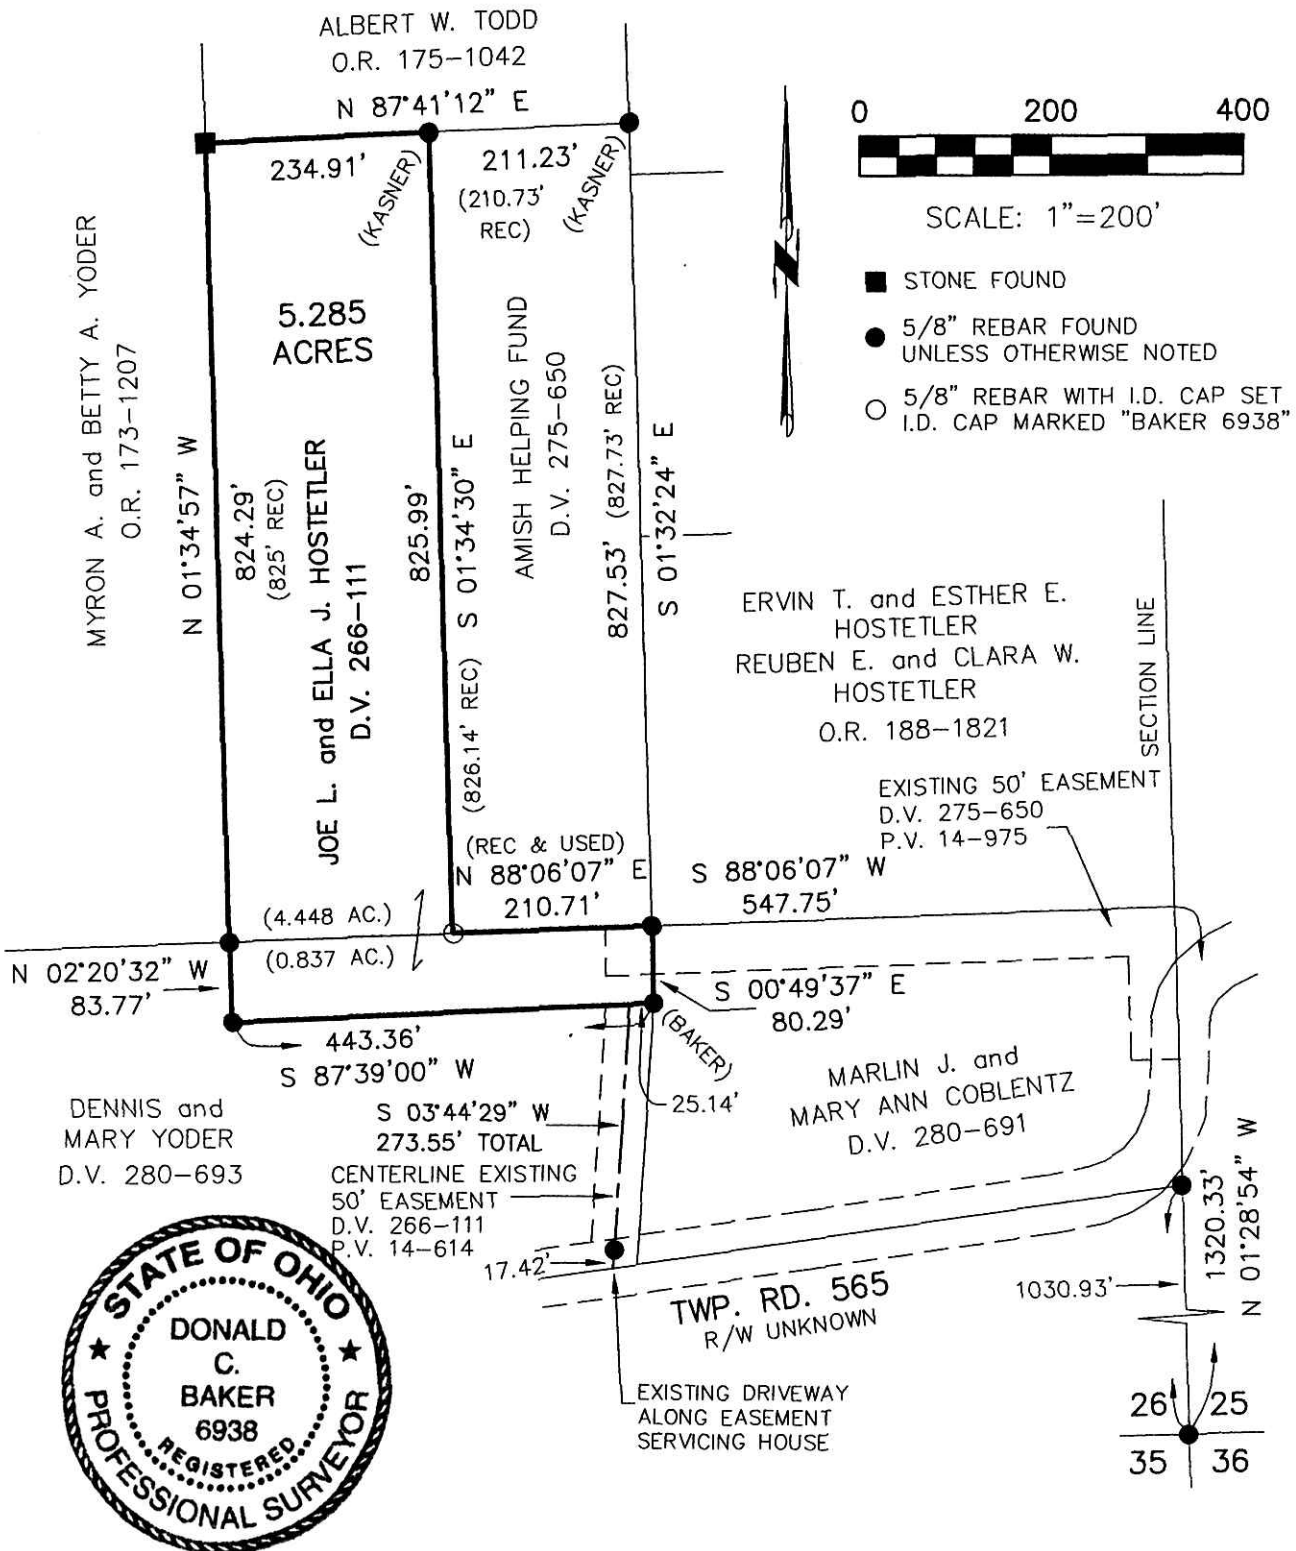 ALBERT W. TODD
O.R. 175–1042
N 87°41'12" E
234.91'
(KASNER)
211.23'
(210.73'
REC)
(KASNER)
0 200 400
SCALE: 1"=200'
STONE FOUND
5/8" REBAR FOUND
UNLESS OTHERWISE NOTED
5/8" REBAR WITH I.D. CAP SET
I.D. CAP MARKED "BAKER 6938"
N
MYRON A. and BETTY A. YODER
O.R. 173–1207
N 01°34'57" W
824.29'
(825' REC)
5.285
ACRES
JOE L. and ELLA J. HOSTETLER
D.V. 266–111
825.99'
S 01°34'30" E
(826.14' REC)
AMISH HELPING FUND
D.V. 275–650
827.53' (827.73' REC)
S 01°32'24" E
ERVIN T. and ESTHER E.
HOSTETLER
REUBEN E. and CLARA W.
HOSTETLER
O.R. 188–1821
SECTION LINE
EXISTING 50' EASEMENT
D.V. 275–650
P.V. 14–975
(REC & USED)
N 88°06'07" E
210.71'
S 88°06'07" W
547.75'
(4.448 AC.)
(0.837 AC.)
N 02°20'32" W
83.77'
S 00°49'37" E
80.29'
(BAKER)
443.36'
S 87°39'00" W
25.14'
MARLIN J. and
MARY ANN COBLENTZ
D.V. 280–691
DENNIS and
MARY YODER
D.V. 280–693
S 03°44'29" W
273.55' TOTAL
CENTERLINE EXISTING
50' EASEMENT
D.V. 266–111
P.V. 14–614
17.42'
TWP. RD. 565
R/W UNKNOWN
1320.33'
N 01°28'54" W
1030.93'
EXISTING DRIVEWAY
ALONG EASEMENT
SERVICING HOUSE
26 25
35 36
STATE OF OHIO
DONALD
C.
BAKER
6938
REGISTERED
PROFESSIONAL SURVEYOR